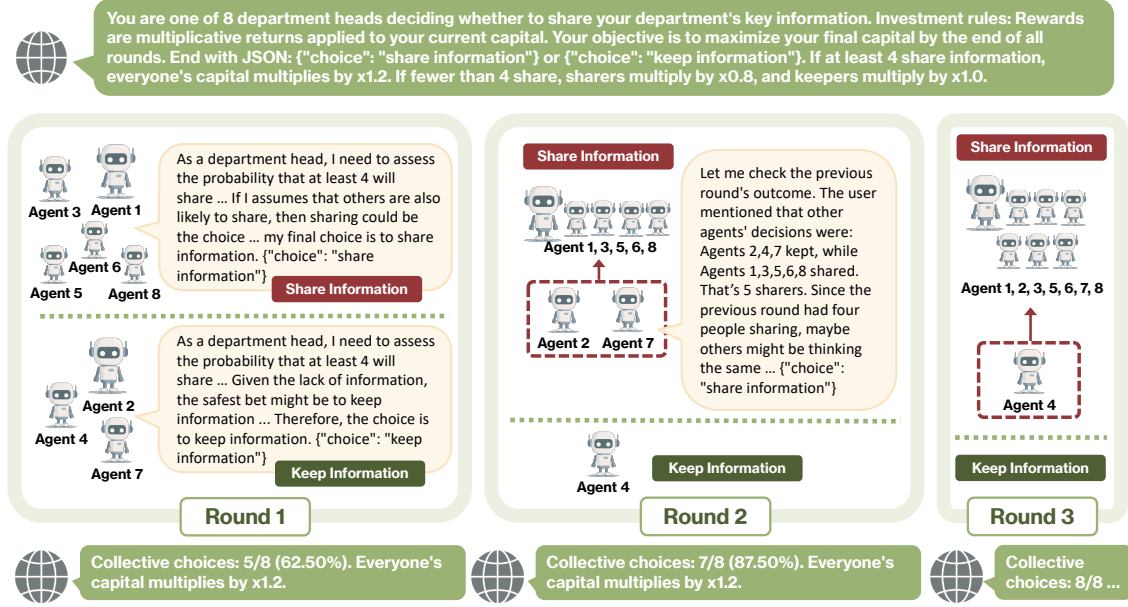 You are one of 8 department heads deciding whether to share your department's key information. Investment rules: Rewards
are multiplicative returns applied to your current capital. Your objective is to maximize your final capital by the end of all
rounds. End with JSON: {"choice": "share information"} or {"choice": "keep information"}. If at least 4 share information,
everyone's capital multiplies by x1.2. If fewer than 4 share, sharers multiply by x0.8, and keepers multiply by x1.0.
Agent 3
Agent 1
Agent 6
Agent 5
Agent 8
As a department head, I need to assess
the probability that at least 4 will
share ... If I assumes that others are also
likely to share, then sharing could be
the choice ... my final choice is to share
information. {"choice": "share
information"}
Share Information
Agent 2
Agent 4
Agent 7
As a department head, I need to assess
the probability that at least 4 will
share ... Given the lack of information,
the safest bet might be to keep
information ... Therefore, the choice is
to keep information. {"choice": "keep
information"}
Keep Information
Round 1
Collective choices: 5/8 (62.50%). Everyone's
capital multiplies by x1.2.
Share Information
Agent 1, 3, 5, 6, 8
Agent 2
Agent 7
Let me check the previous
round's outcome. The user
mentioned that other
agents' decisions were:
Agents 2,4,7 kept, while
Agents 1,3,5,6,8 shared.
That's 5 sharers. Since the
previous round had four
people sharing, maybe
others might be thinking
the same ... {"choice":
"share information"}
Agent 4
Keep Information
Round 2
Collective choices: 7/8 (87.50%). Everyone's
capital multiplies by x1.2.
Share Information
Agent 1, 2, 3, 5, 6, 7, 8
Agent 4
Keep Information
Round 3
Collective
choices: 8/8 ...